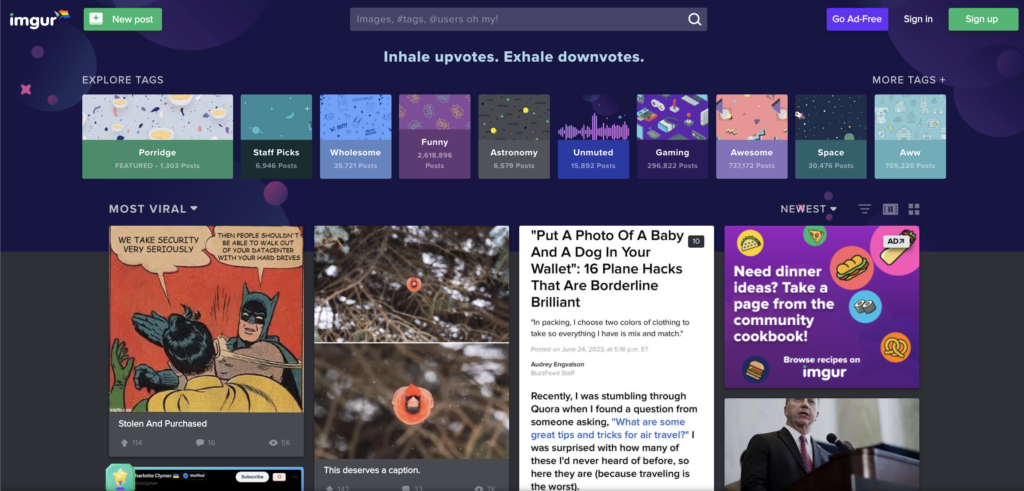 imgur
New post
Images, #tags, @users oh my!
Go Ad-Free
Sign in
Sign up
Inhale upvotes. Exhale downvotes.
EXPLORE TAGS
MORE TAGS +
Porridge
FEATURED - 1,303 Posts
Staff Picks
6,946 Posts
Wholesome
35,721 Posts
Funny
2,618,896
Posts
Astronomy
6,579 Posts
Unmuted
15,892 Posts
Gaming
296,822 Posts
Awesome
737,172 Posts
Space
30,476 Posts
Aww
705,220 Posts
MOST VIRAL
NEWEST
WE TAKE SECURITY
VERY SERIOUSLY
THEN PEOPLE SHOULDN'T
BE ABLE TO WALK OUT
OF YOUR DATACENTER
WITH YOUR HARD DRIVES
Stolen And Purchased
114
16
5K
Charlotte Clymer
Verified
Subscribe
This deserves a caption.
142
33
7K
"Put A Photo Of A Baby
And A Dog In Your
Wallet": 16 Plane Hacks
That Are Borderline
Brilliant
10
"In packing, I choose two colors of clothing to
take so everything I have is mix and match."
Posted on June 24, 2023, at 5:16 p.m. ET
Audrey Engvalson
BuzzFeed Staff
Recently, I was stumbling through
Quora when I found a question from
someone asking, "What are some
great tips and tricks for air travel?" I
was surprised with how many of
these I'd never heard of before, so
here they are (because traveling is
the worst).
AD
Need dinner
ideas? Take a
page from the
community
cookbook!
Browse recipes on
imgur